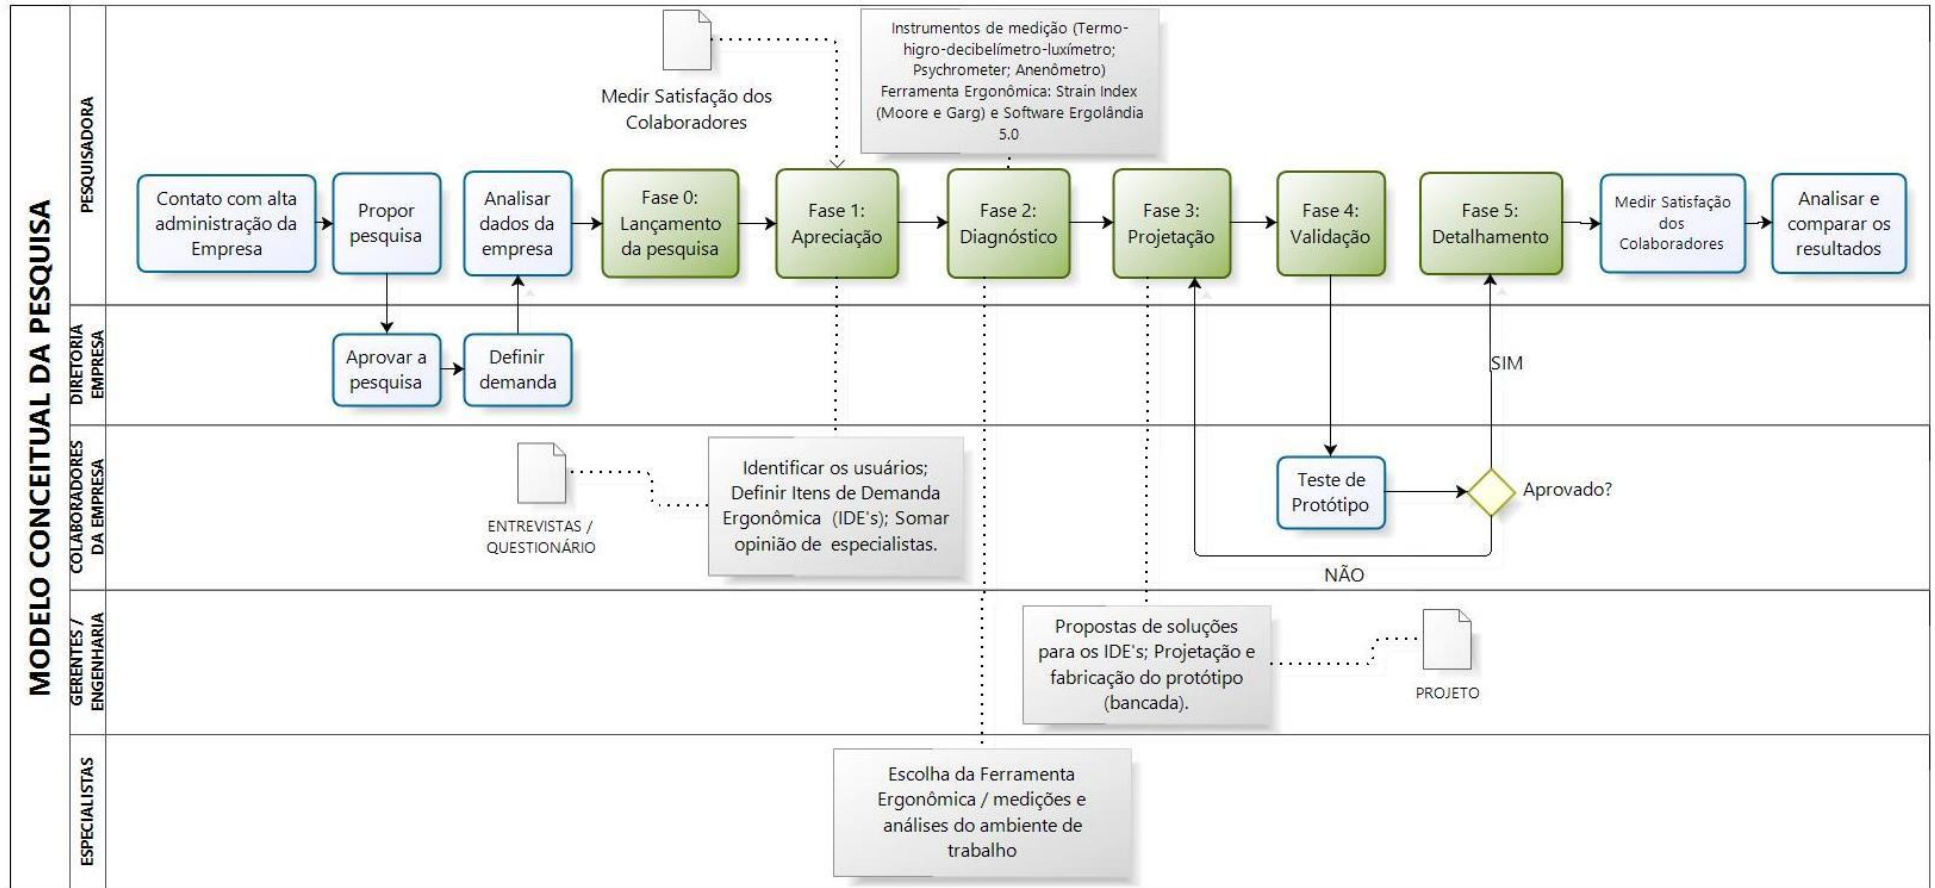 MODELO CONCEITUAL DA PESQUISA
PESQUISADORA
Medir Satisfação dos
Colaboradores
Instrumentos de medição (Termo-
higro-decibelímetro-luxímetro;
Psychrometer; Anenômetro)
Ferramenta Ergonômica: Strain Index
(Moore e Garg) e Software Ergolândia
5.0
Contato com alta
administração da
Empresa
Propor
pesquisa
Analisar
dados da
empresa
Fase 0:
Lançamento
da pesquisa
Fase 1:
Apreciação
Fase 2:
Diagnóstico
Fase 3:
Projetação
Fase 4:
Validação
Fase 5:
Detalhamento
Medir Satisfação
dos
Colaboradores
Analisar e
comparar os
resultados
DIRETORIA
EMPRESA
Aprovar a
pesquisa
Definir
demanda
SIM
COLABORADORES
DA EMPRESA
ENTREVISTAS /
QUESTIONÁRIO
Identificar os usuários;
Definir Itens de Demanda
Ergonômica (IDE's); Somar
opinião de especialistas.
Teste de
Protótipo
Aprovado?
NÃO
GERENTES /
ENGENHARIA
Propostas de soluções
para os IDE's; Projetação e
fabricação do protótipo
(bancada).
PROJETO
ESPECIALISTAS
Escolha da Ferramenta
Ergonômica / medições e
análises do ambiente de
trabalho